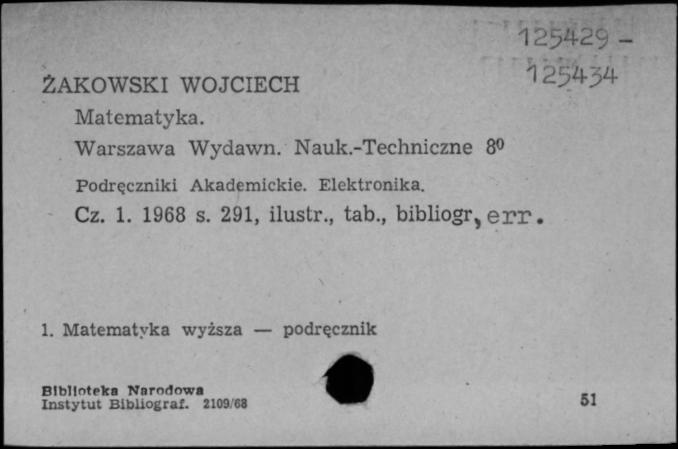 125429 -
125434
ŻAKOWSKI WOJCIECH
Matematyka.
Warszawa Wydawn. Nauk.-Techniczne 8⁰
Podręczniki Akademickie. Elektronika.
Cz. 1. 1968 s. 291, ilustr., tab., bibliogr, err.
1. Matematyka wyższa — podręcznik
Biblioteka Narodowa
Instytut Bibliograf. 2109/68
51